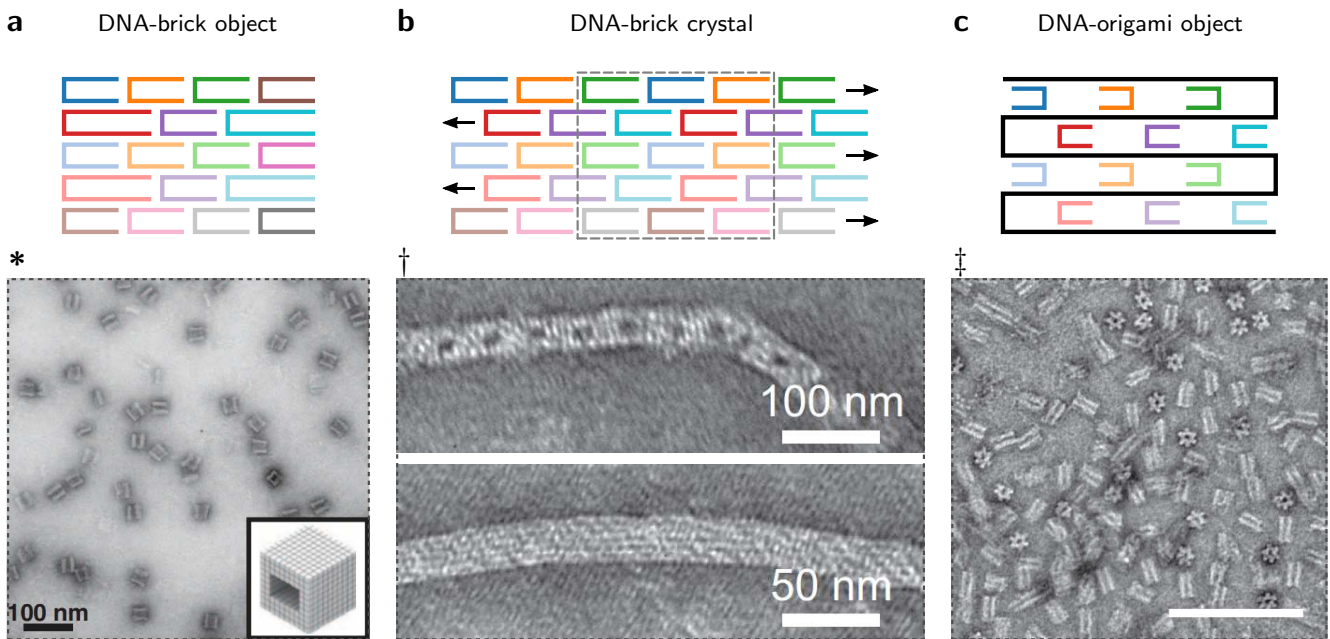 a DNA-brick object
b DNA-brick crystal
c DNA-origami object
*
†
‡
100 nm
100 nm
50 nm